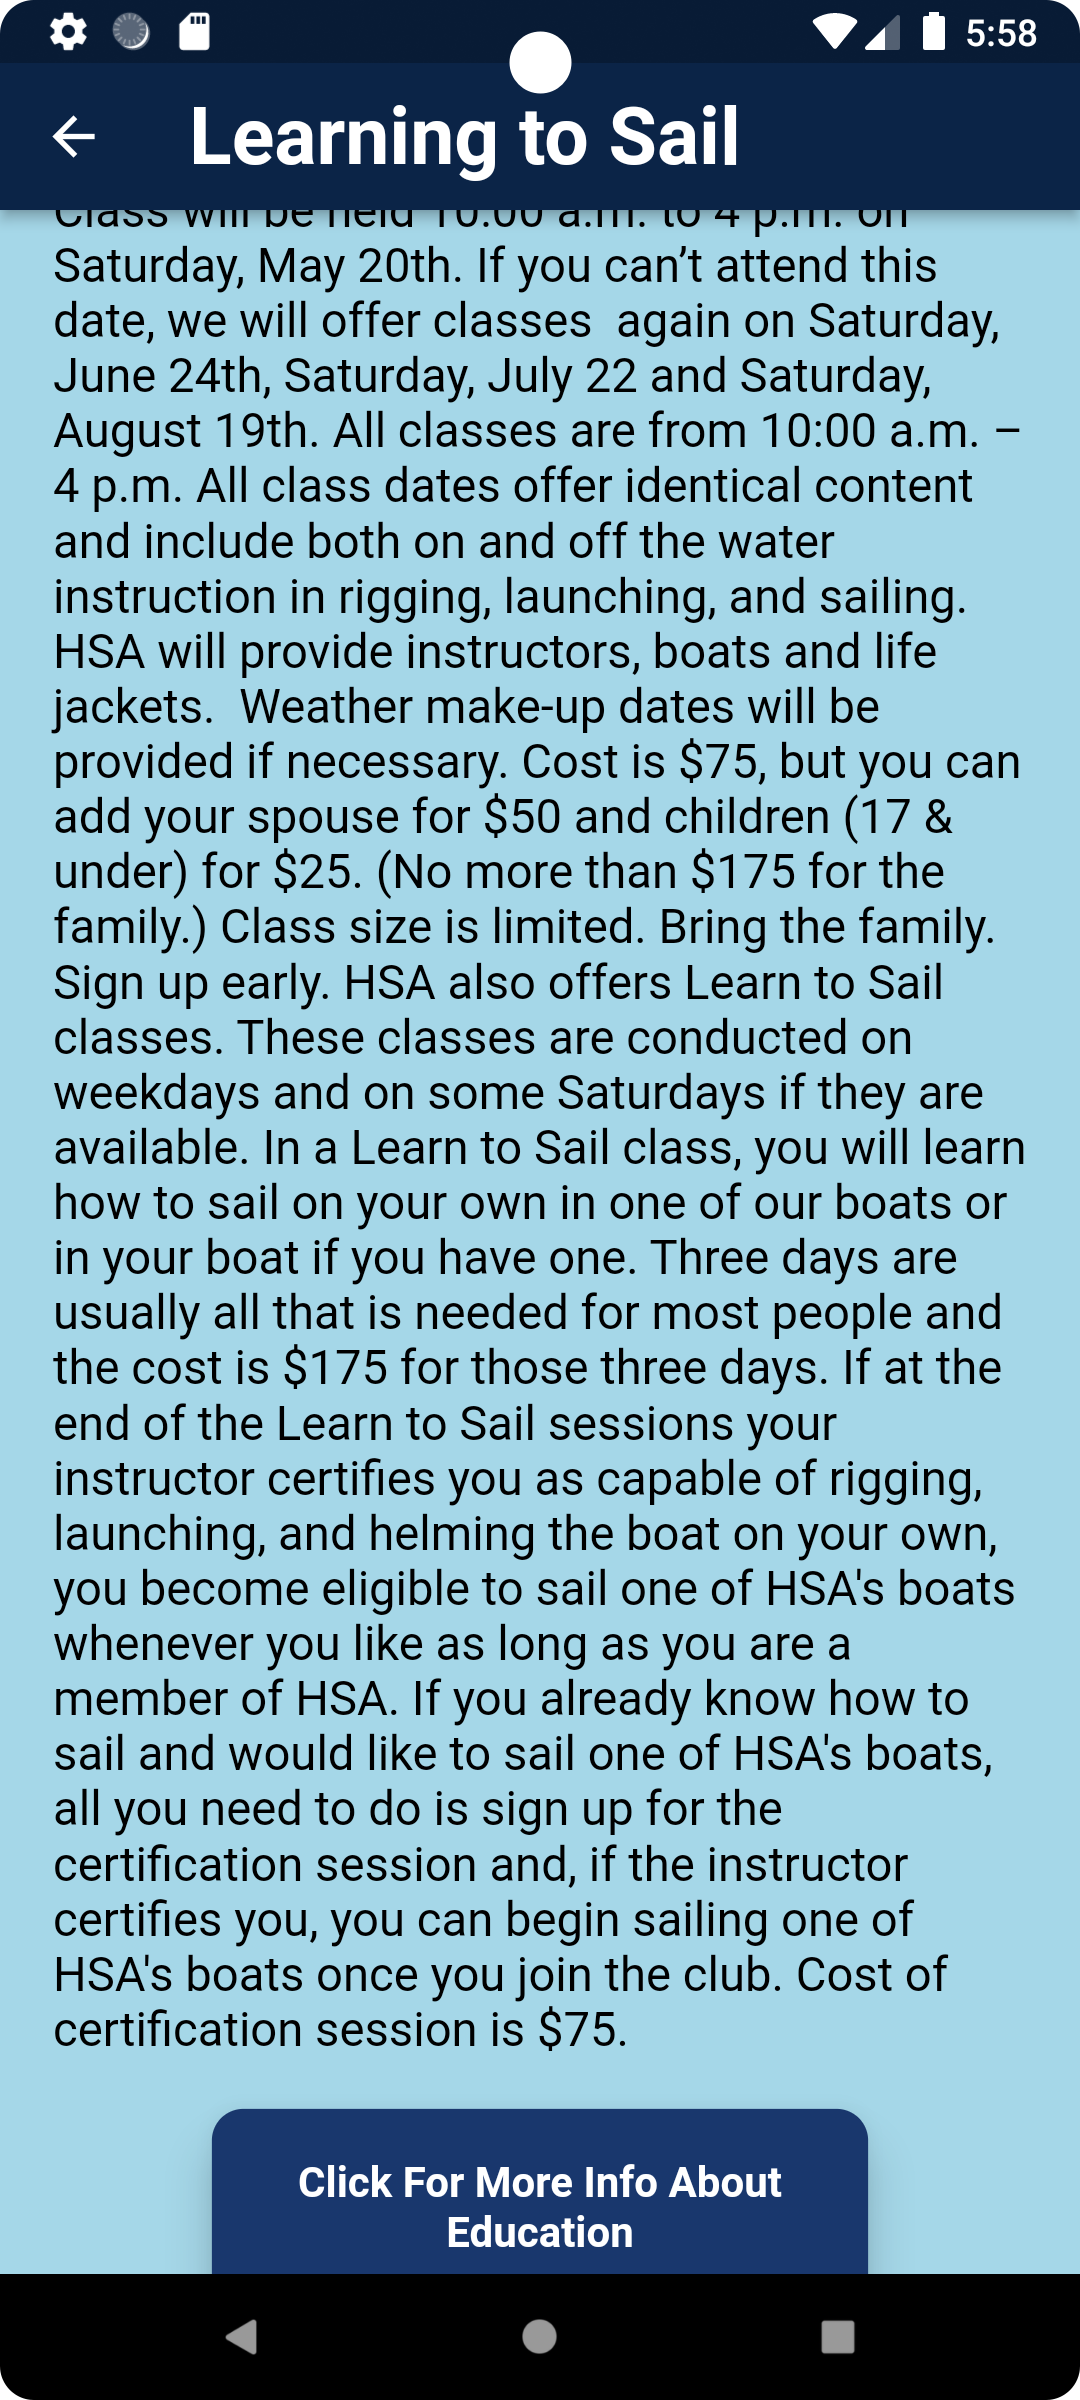 5:58
Learning to Sail
Class will be held 10:00 a.m. to 4 p.m. on
Saturday, May 20th. If you can’t attend this
date, we will offer classes  again on Saturday,
June 24th, Saturday, July 22 and Saturday,
August 19th. All classes are from 10:00 a.m. –
4 p.m. All class dates offer identical content
and include both on and off the water
instruction in rigging, launching, and sailing.
HSA will provide instructors, boats and life
jackets.  Weather make-up dates will be
provided if necessary. Cost is $75, but you can
add your spouse for $50 and children (17 &
under) for $25. (No more than $175 for the
family.) Class size is limited. Bring the family.
Sign up early. HSA also offers Learn to Sail
classes. These classes are conducted on
weekdays and on some Saturdays if they are
available. In a Learn to Sail class, you will learn
how to sail on your own in one of our boats or
in your boat if you have one. Three days are
usually all that is needed for most people and
the cost is $175 for those three days. If at the
end of the Learn to Sail sessions your
instructor certifies you as capable of rigging,
launching, and helming the boat on your own,
you become eligible to sail one of HSA's boats
whenever you like as long as you are a
member of HSA. If you already know how to
sail and would like to sail one of HSA's boats,
all you need to do is sign up for the
certification session and, if the instructor
certifies you, you can begin sailing one of
HSA's boats once you join the club. Cost of
certification session is $75.
Click For More Info About
Education